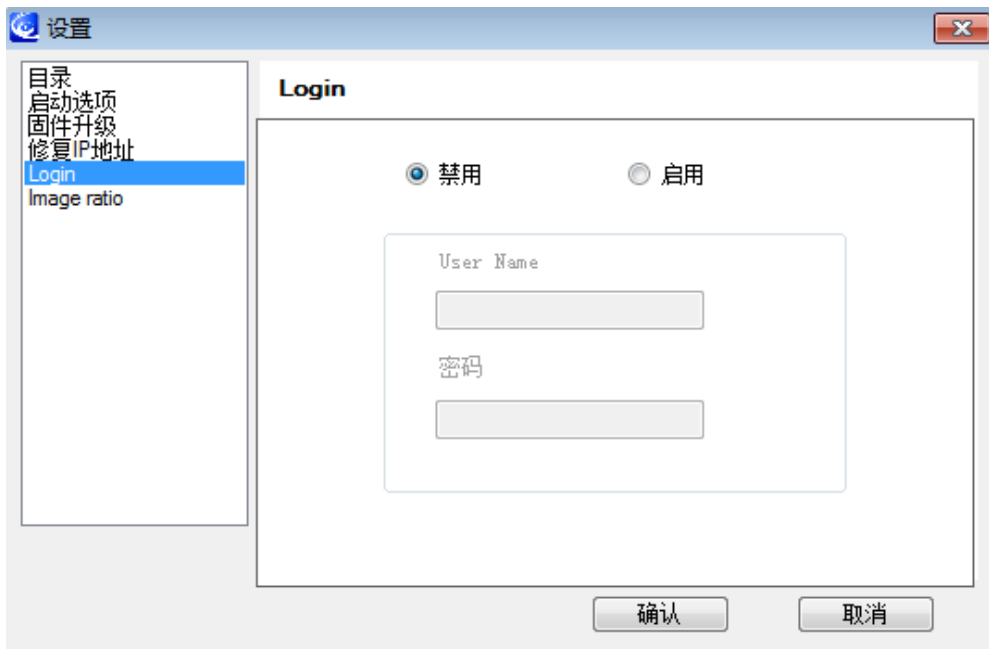 设置
目录
启动选项
固件升级
修复IP地址
Login
Image ratio
Login
禁用 启用
User Name
密码
确认 取消